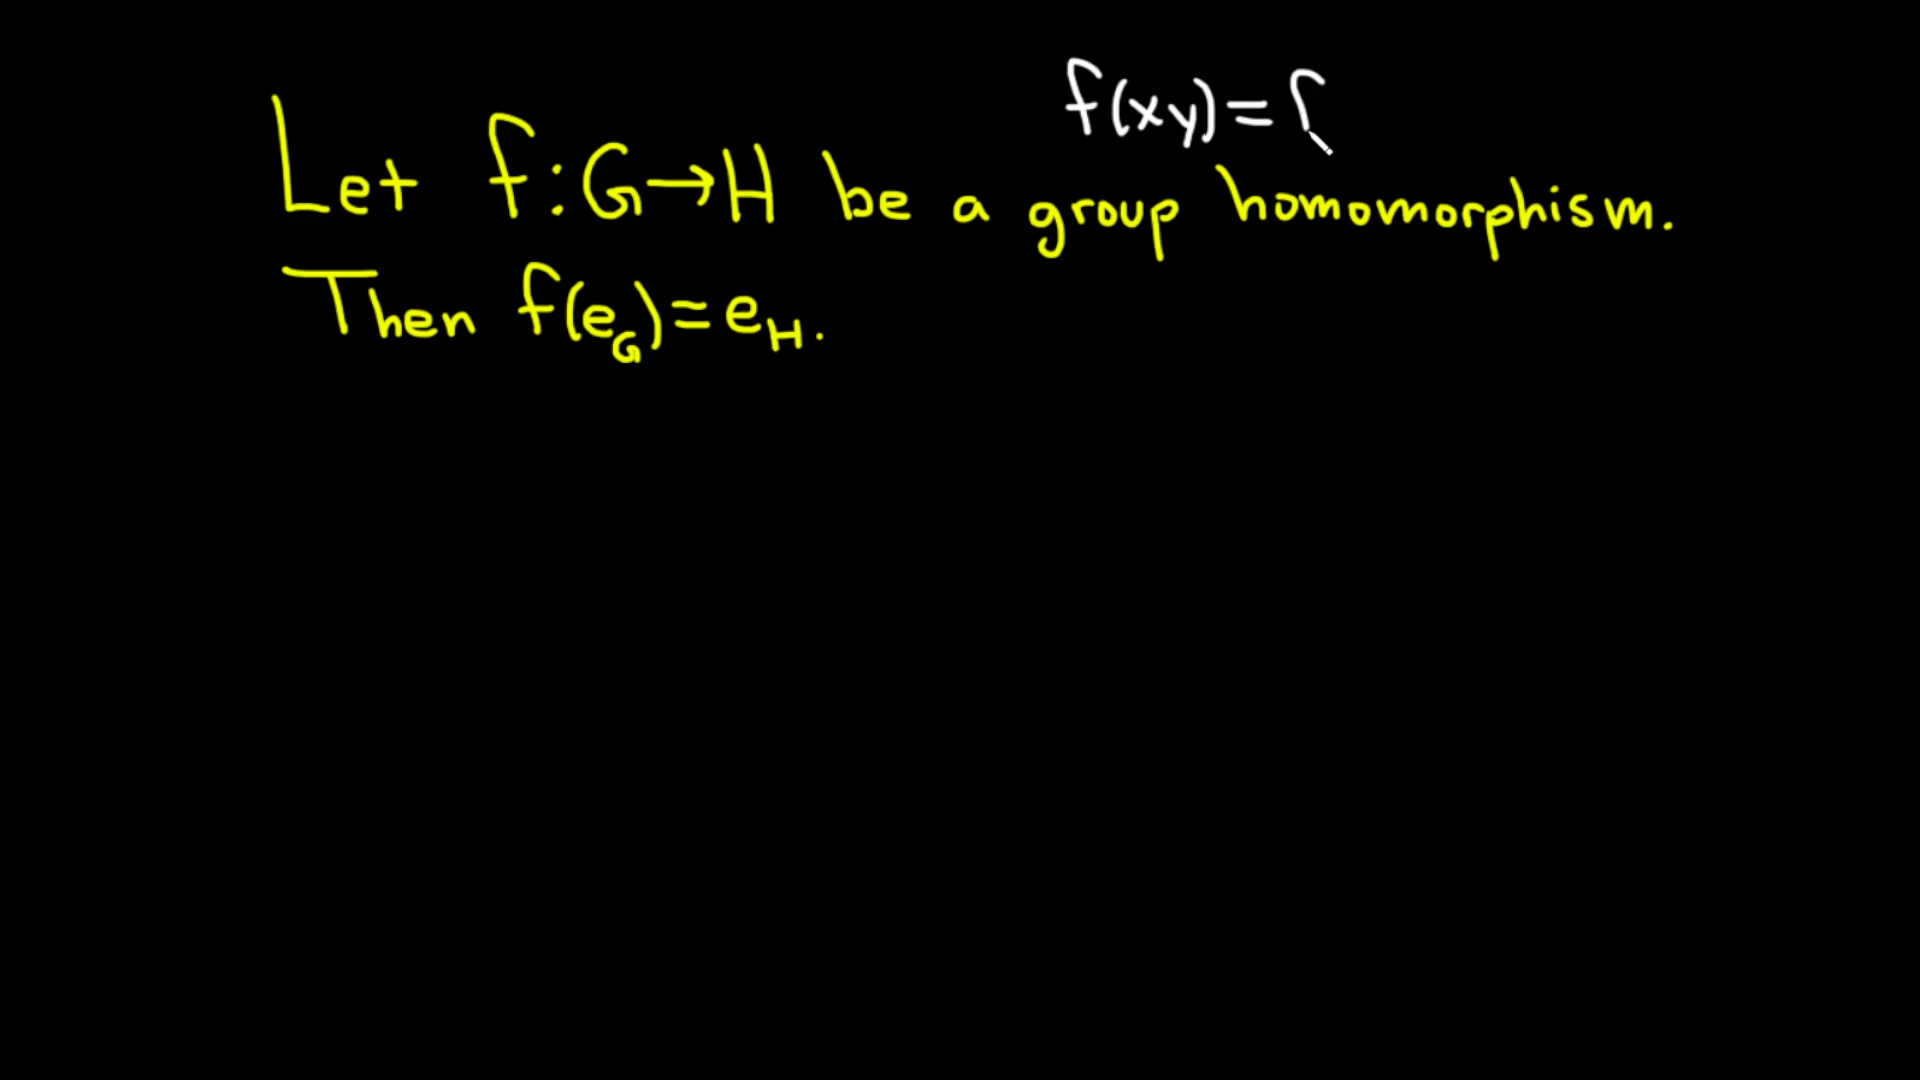 f(xy)=f
Let f:G→H be a group homomorphism.
Then f(e_G)=e_H.